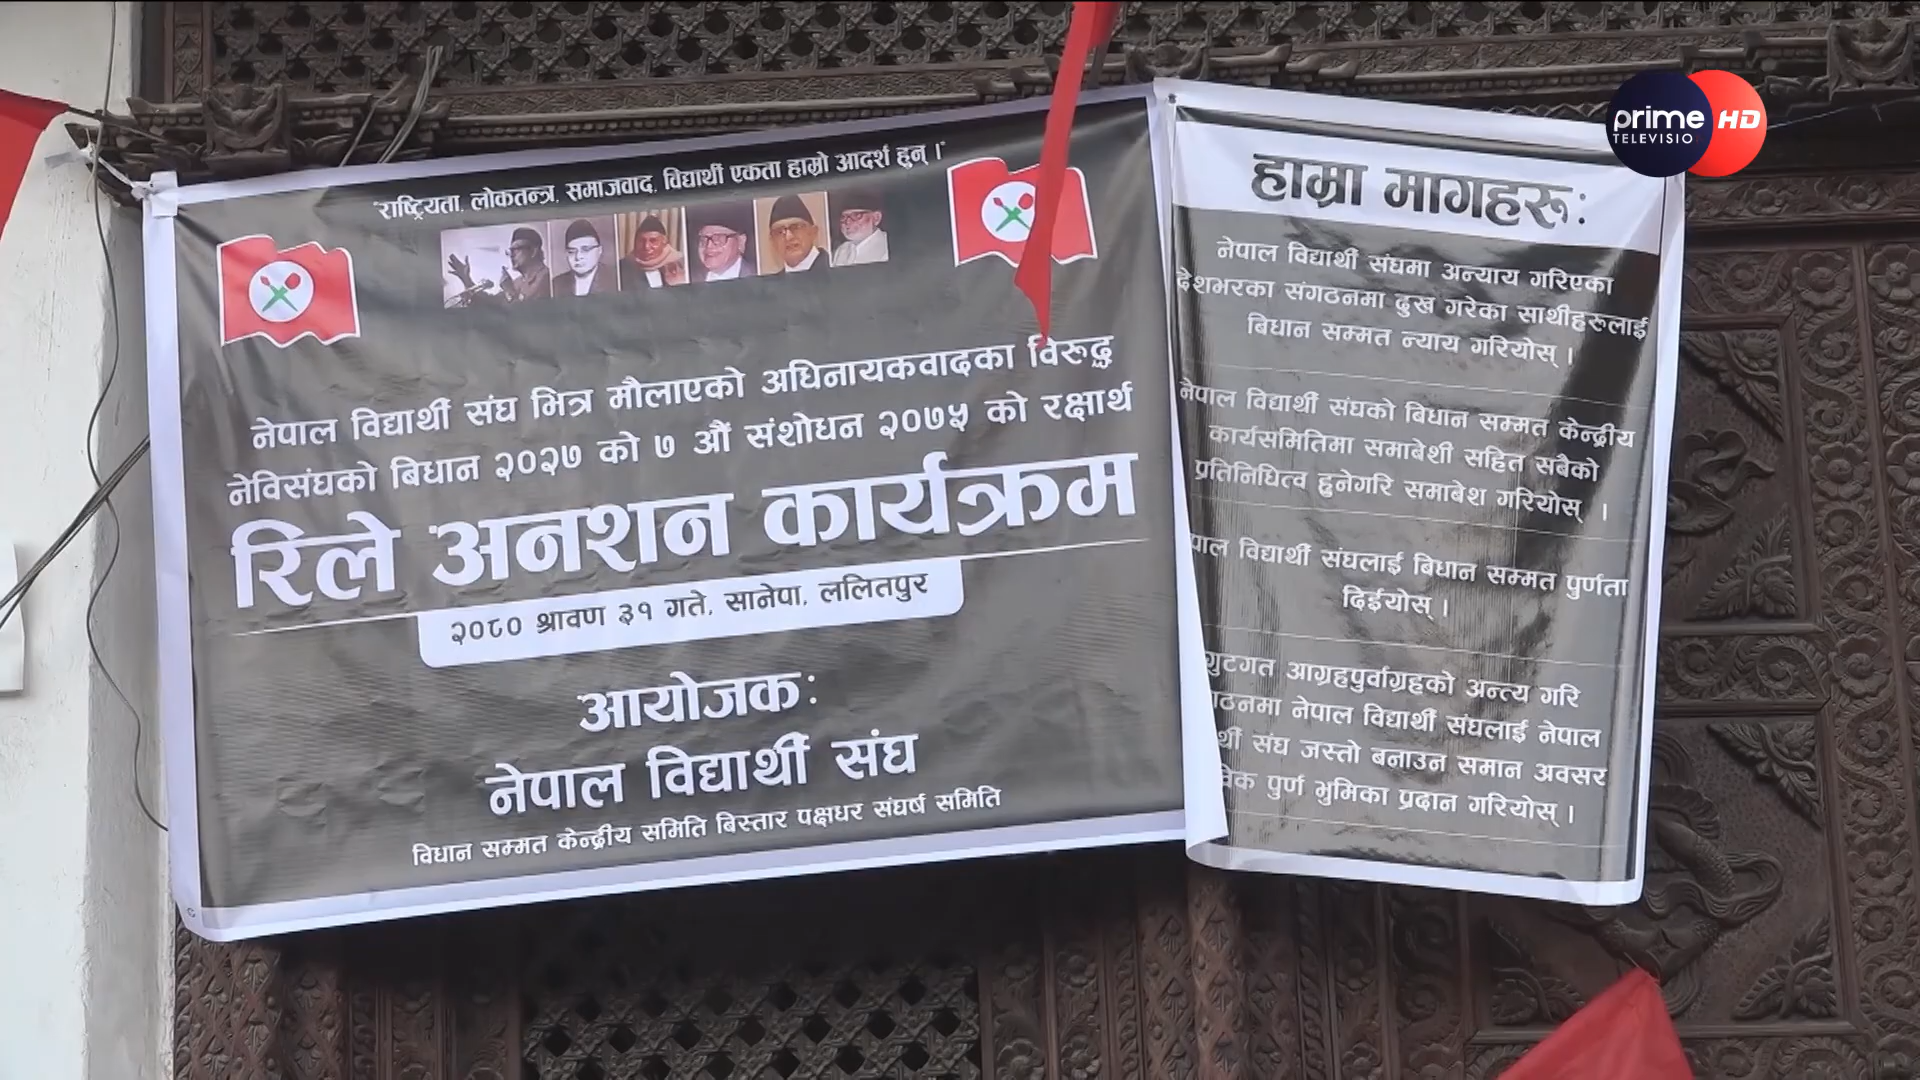 "राष्ट्रियता, लोकतन्त्र, समाजवाद, विद्यार्थी एकता हाम्रो आदर्श हुन् ।"
नेपाल विद्यार्थी संघ भित्र मौलाएको अधिनायकवादका विरुद्ध
नेविसंघको बिधान २०२७ को ७ औं संशोधन २०७५ को रक्षार्थ
रिले अनशन कार्यक्रम
२०८० श्रावण ३१ गते, सानेपा, ललितपुर
आयोजक:
नेपाल विद्यार्थी संघ
विधान सम्मत केन्द्रीय समिति बिस्तार पक्षधर संघर्ष समिति
हाम्रा मागहरू:
नेपाल विद्यार्थी संघमा अन्याय गरिएका
देशभरका संगठनमा दुख गरेका साथीहरुलाई
बिधान सम्मत न्याय गरियोस् ।
नेपाल विद्यार्थी संघको बिधान सम्मत केन्द्रीय
कार्यसमितिमा समाबेशी सहित सबैको
प्रतिनिधित्व हुनेगरि समाबेश गरियोस् ।
विद्यार्थी संघलाई बिधान सम्मत पुर्णता
दिईयोस् ।
गुटगत आग्रहपुर्वाग्रहको अन्त्य गरि
नेपाल विद्यार्थी संघलाई नेपाल
संघ जस्तो बनाउन समान अवसर
पुर्ण भुमिका प्रदान गरियोस् ।
prime HD
TELEVISIO